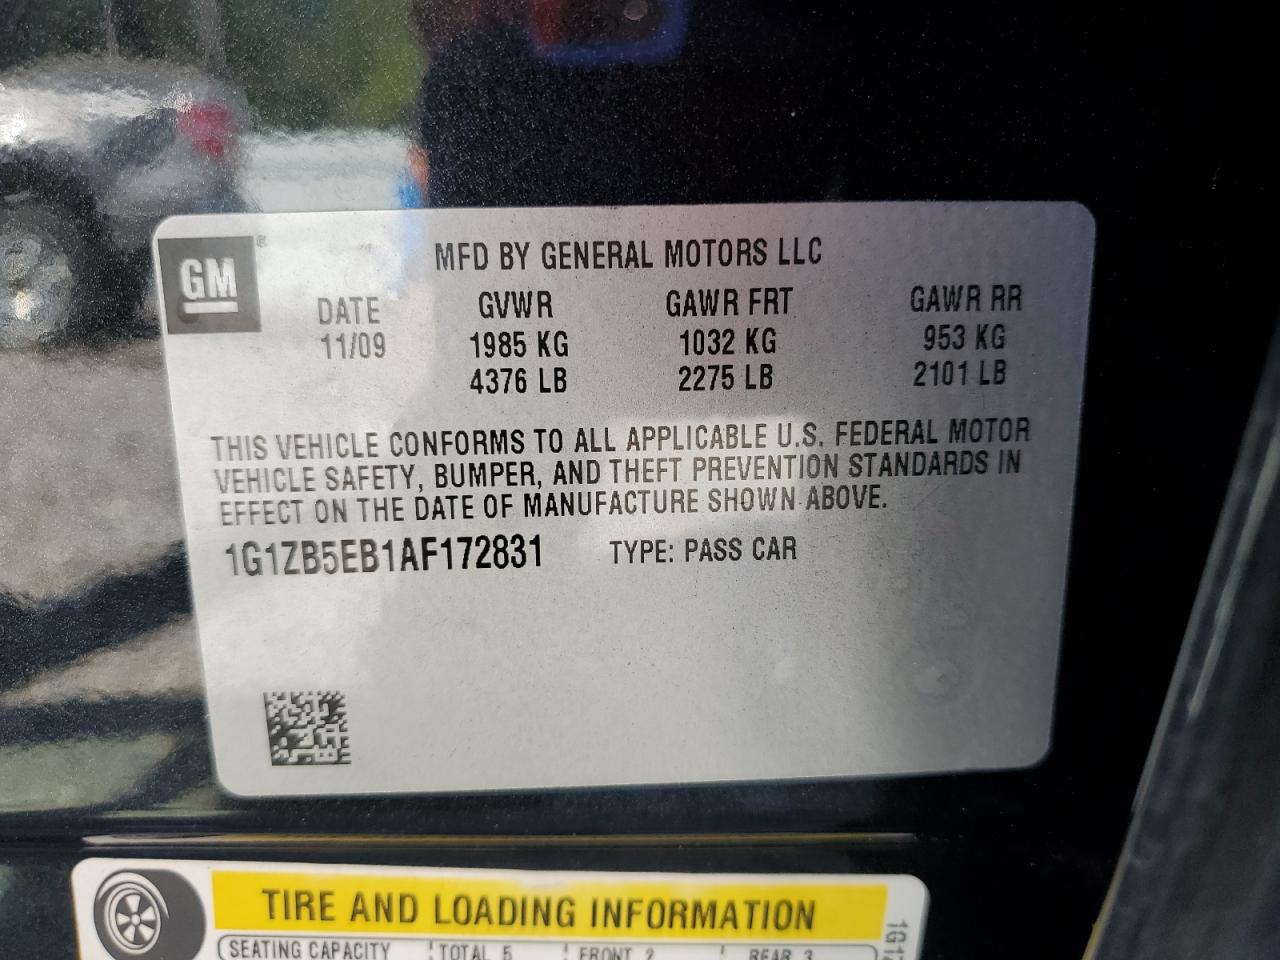 GM ®
MFD BY GENERAL MOTORS LLC
DATE GVWR GAWR FRT GAWR RR
11/09 1985 KG 1032 KG 953 KG
4376 LB 2275 LB 2101 LB
THIS VEHICLE CONFORMS TO ALL APPLICABLE U.S. FEDERAL MOTOR
VEHICLE SAFETY, BUMPER, AND THEFT PREVENTION STANDARDS IN
EFFECT ON THE DATE OF MANUFACTURE SHOWN ABOVE.
1G1ZB5EB1AF172831 TYPE: PASS CAR
TIRE AND LOADING INFORMATION
SEATING CAPACITY TOTAL 5 FRONT 2 REAR 3